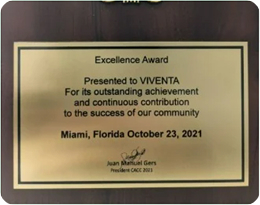 Excellence Award
Presented to VIVENTA
For its outstanding achievement
and continuous contribution
to the success of our community
Miami, Florida October 23, 2021
Juan Manuel Gers
President CACC 2021